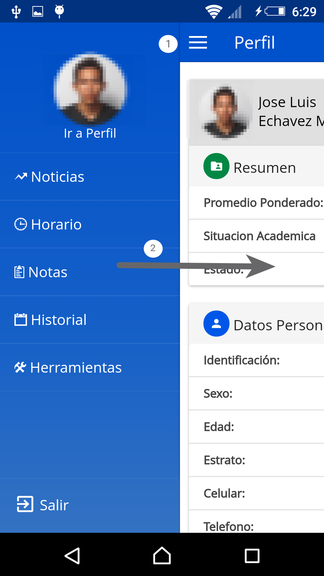 6:29
1
Perfil
Ir a Perfil
Noticias
Horario
2
Notas
Historial
Herramientas
Salir
Jose Luis
Echavez M
Resumen
Promedio Ponderado:
Situacion Academica
Estado:
Datos Person
Identificación:
Sexo:
Edad:
Estrato:
Celular:
Telefono: